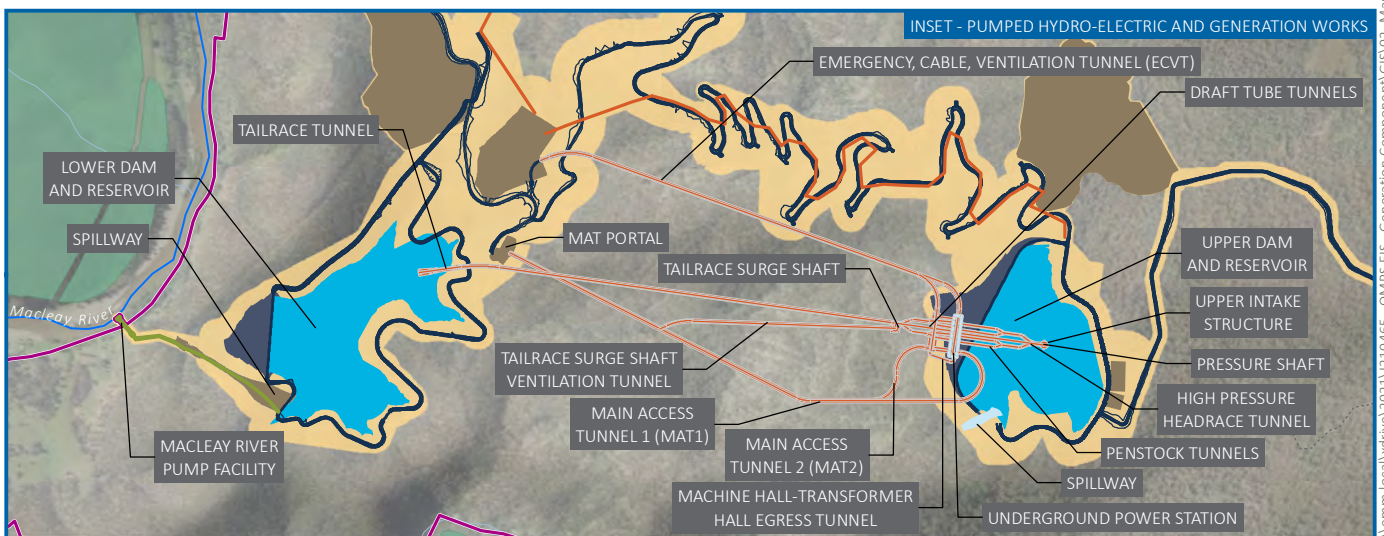 INSET - PUMPED HYDRO-ELECTRIC AND GENERATION WORKS
EMERGENCY, CABLE, VENTILATION TUNNEL (ECVT)
DRAFT TUBE TUNNELS
TAILRACE TUNNEL
LOWER DAM
AND RESERVOIR
SPILLWAY
MAT PORTAL
TAILRACE SURGE SHAFT
UPPER DAM
AND RESERVOIR
UPPER INTAKE
STRUCTURE
Macleay River
PRESSURE SHAFT
TAILRACE SURGE SHAFT
VENTILATION TUNNEL
HIGH PRESSURE
HEADRACE TUNNEL
MAIN ACCESS
TUNNEL 1 (MAT1)
MACLEAY RIVER
PUMP FACILITY
MAIN ACCESS
TUNNEL 2 (MAT2)
PENSTOCK TUNNELS
SPILLWAY
MACHINE HALL-TRANSFORMER
HALL EGRESS TUNNEL
UNDERGROUND POWER STATION